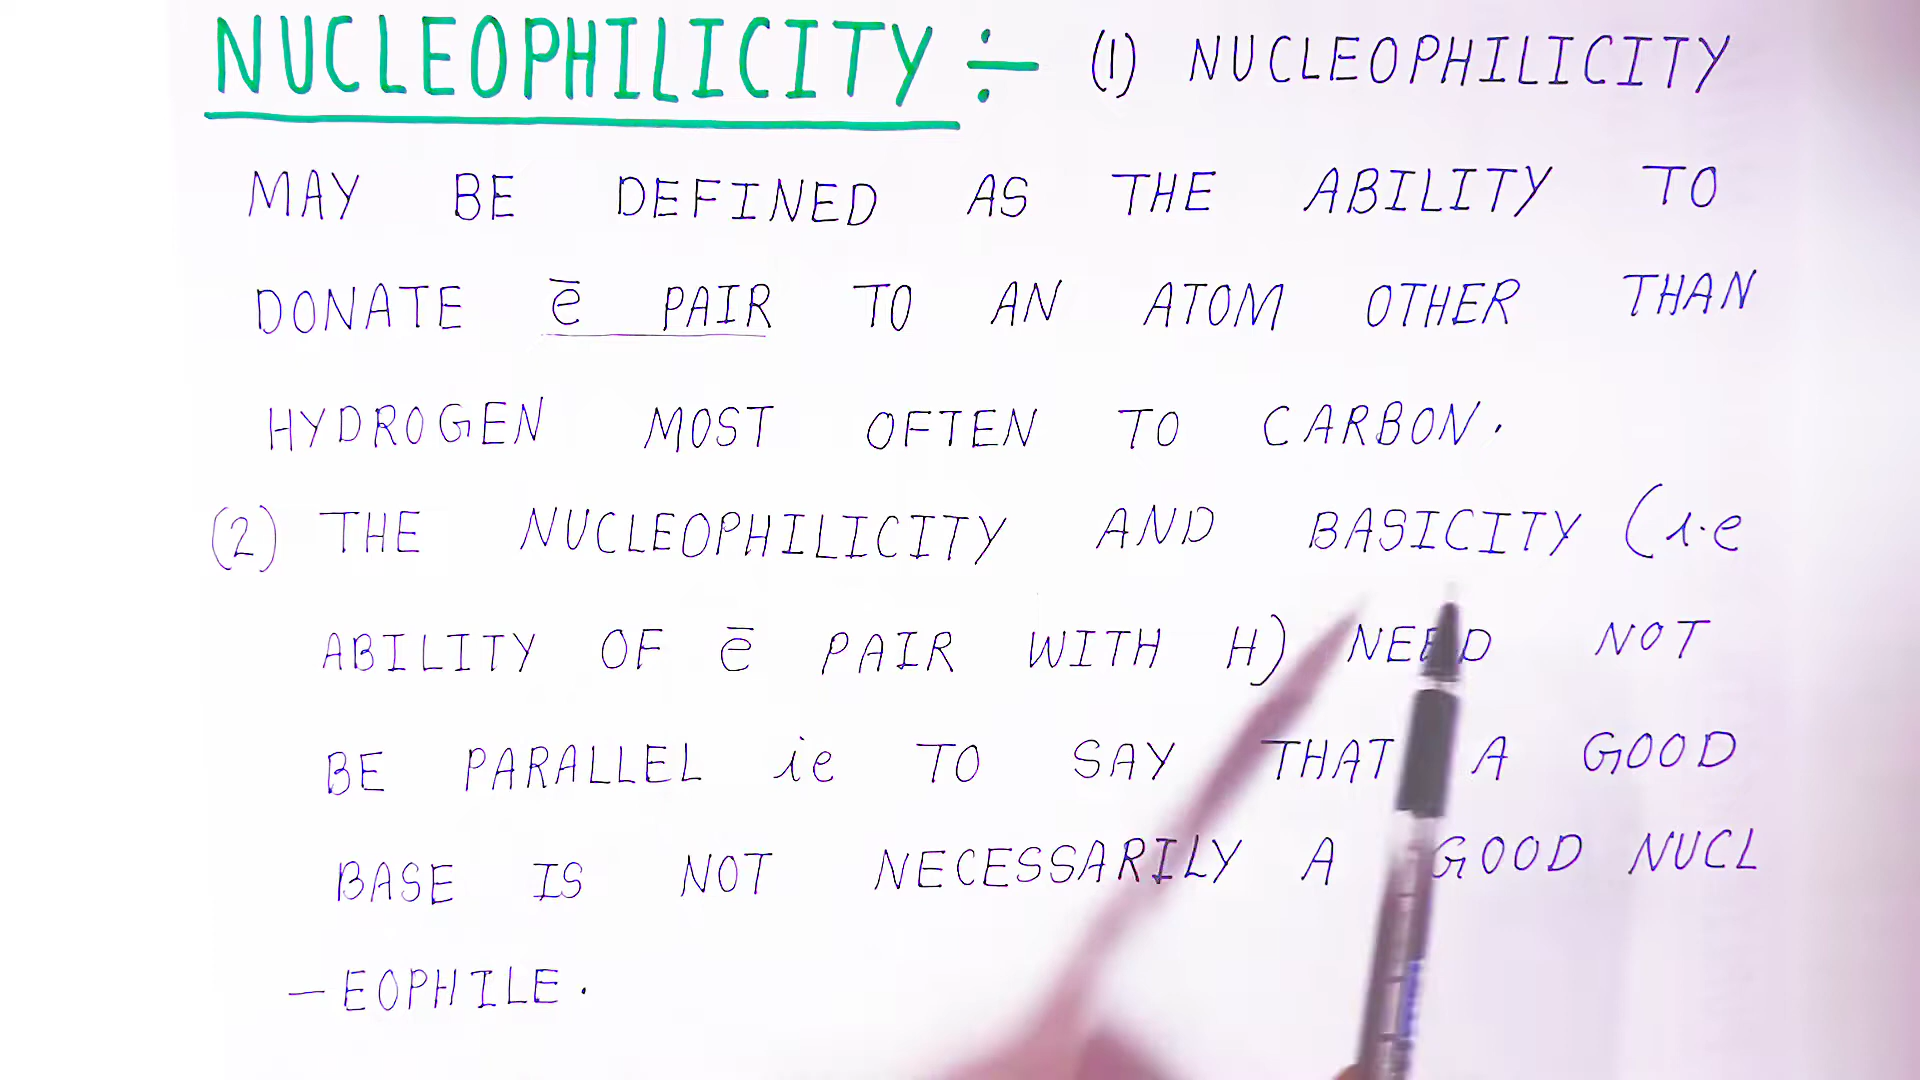 NUCLEOPHILICITY ÷ (1) NUCLEOPHILICITY
MAY BE DEFINED AS THE ABILITY TO
DONATE ē PAIR TO AN ATOM OTHER THAN
HYDROGEN MOST OFTEN TO CARBON.
(2) THE NUCLEOPHILICITY AND BASICITY (i.e
ABILITY OF ē PAIR WITH H) NEED NOT
BE PARALLEL ie TO SAY THAT A GOOD
BASE IS NOT NECESSARILY A GOOD NUCL
—EOPHILE.